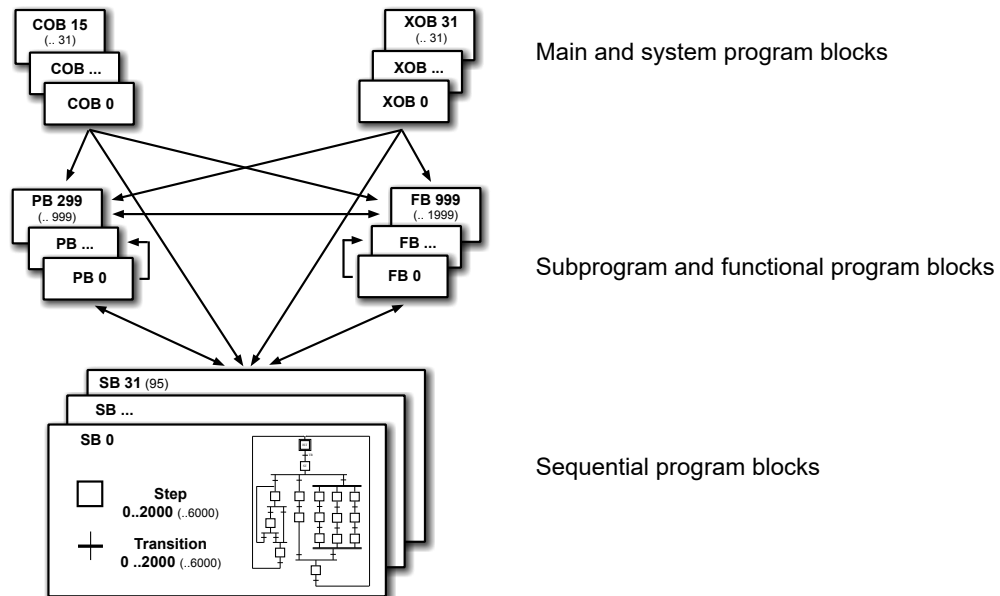 COB 15
(.. 31)
COB ...
COB 0
XOB 31
(.. 31)
XOB ...
XOB 0
Main and system program blocks
PB 299
(.. 999)
PB ...
PB 0
FB 999
(.. 1999)
FB ...
FB 0
Subprogram and functional program blocks
SB 31 (95)
SB ...
SB 0
Step
0..2000 (..6000)
Transition
0 ..2000 (..6000)
Sequential program blocks